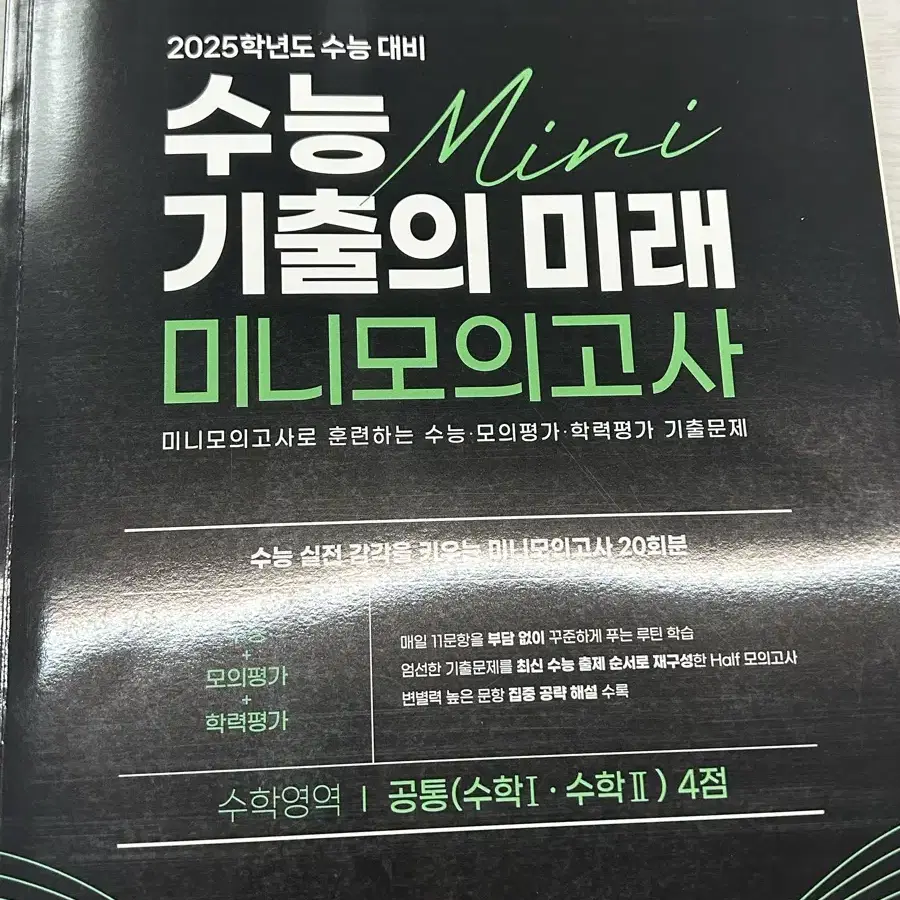 2025학년도 수능 대비
수능 Mini
기출의 미래
미니모의고사
미니모의고사로 훈련하는 수능·모의평가·학력평가 기출문제
수능 실전 감각을 키우는 미니모의고사 20회분
+
모의평가
+
학력평가
매일 11문항을 부담 없이 꾸준하게 푸는 루틴 학습
엄선한 기출문제를 최신 수능 출제 순서로 재구성한 Half 모의고사
변별력 높은 문항 집중 공략 해설 수록
수학영역 | 공통(수학Ⅰ·수학Ⅱ) 4점